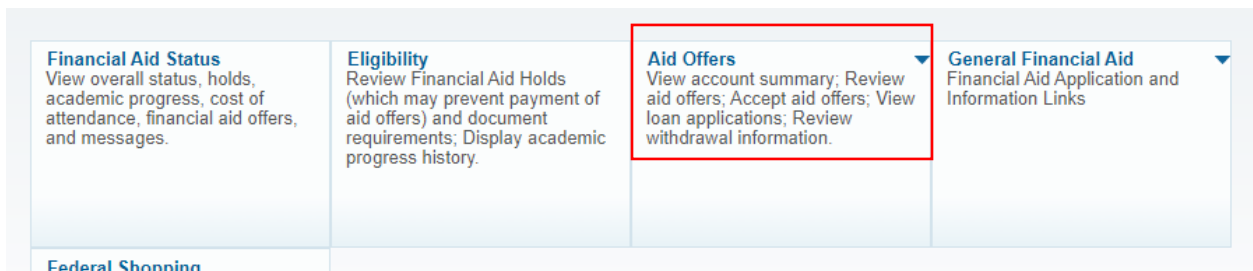 Financial Aid Status
View overall status, holds,
academic progress, cost of
attendance, financial aid offers,
and messages.
Eligibility
Review Financial Aid Holds
(which may prevent payment of
aid offers) and document
requirements; Display academic
progress history.
Aid Offers
View account summary; Review
aid offers; Accept aid offers; View
loan applications; Review
withdrawal information.
General Financial Aid
Financial Aid Application and
Information Links
Federal Shopping